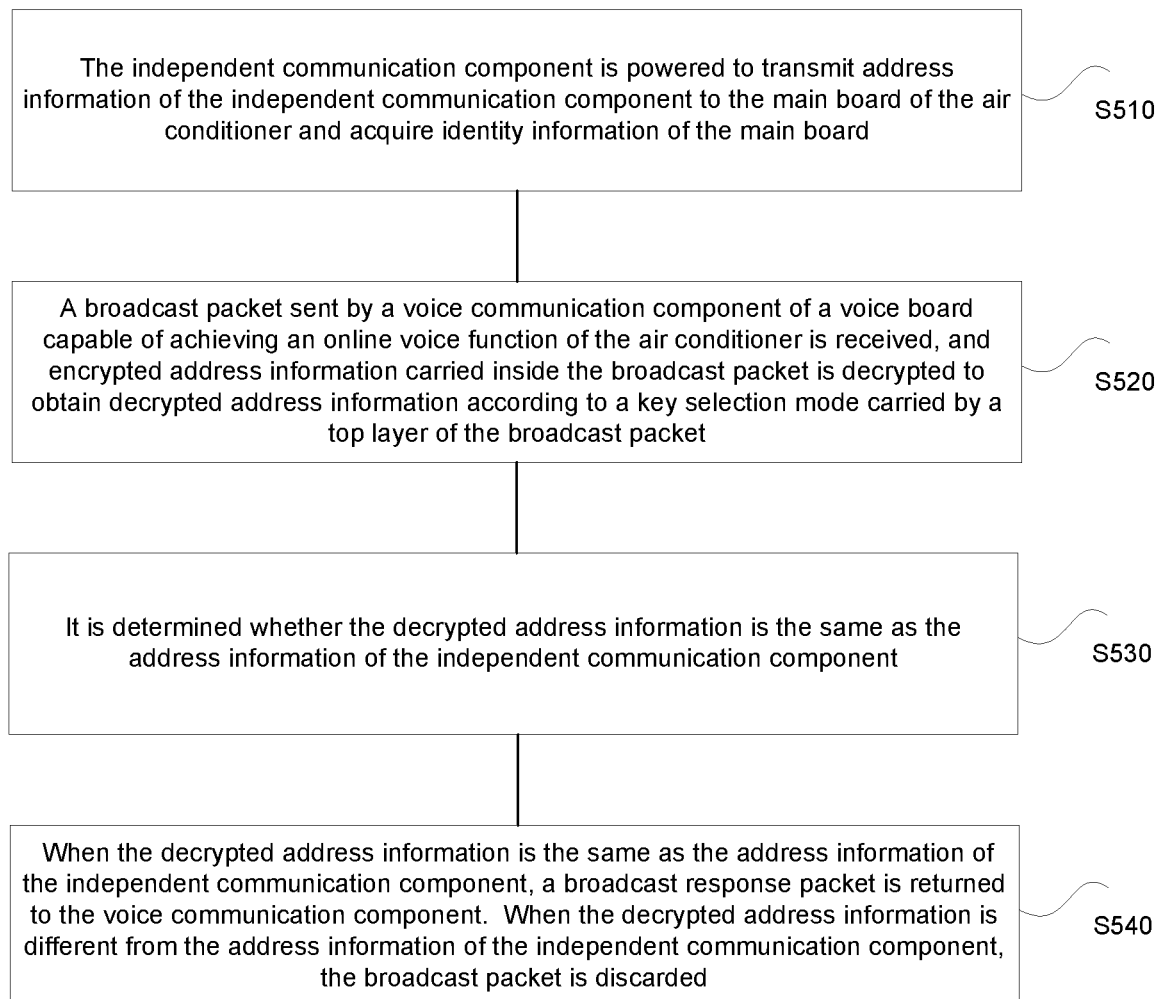 The independent communication component is powered to transmit address
information of the independent communication component to the main board of the air
conditioner and acquire identity information of the main board
S510
A broadcast packet sent by a voice communication component of a voice board
capable of achieving an online voice function of the air conditioner is received, and
encrypted address information carried inside the broadcast packet is decrypted to
obtain decrypted address information according to a key selection mode carried by a
top layer of the broadcast packet
S520
It is determined whether the decrypted address information is the same as the
address information of the independent communication component
S530
When the decrypted address information is the same as the address information of
the independent communication component, a broadcast response packet is returned
to the voice communication component.  When the decrypted address information is
different from the address information of the independent communication component,
the broadcast packet is discarded
S540